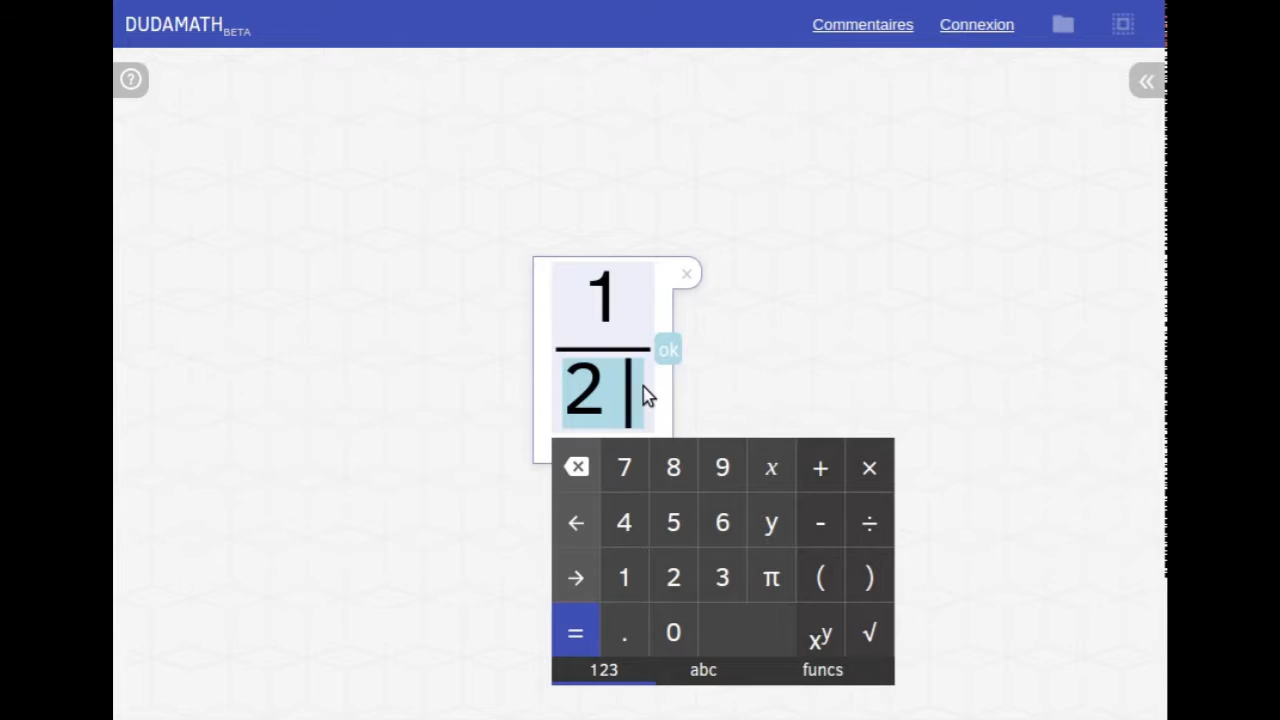 DUDAMATH BETA
Commentaires Connexion
?
1
ok
2
7 8 9 x + ×
← 4 5 6 y - ÷
→ 1 2 3 π ( )
= . 0 xʸ √
123 abc funcs